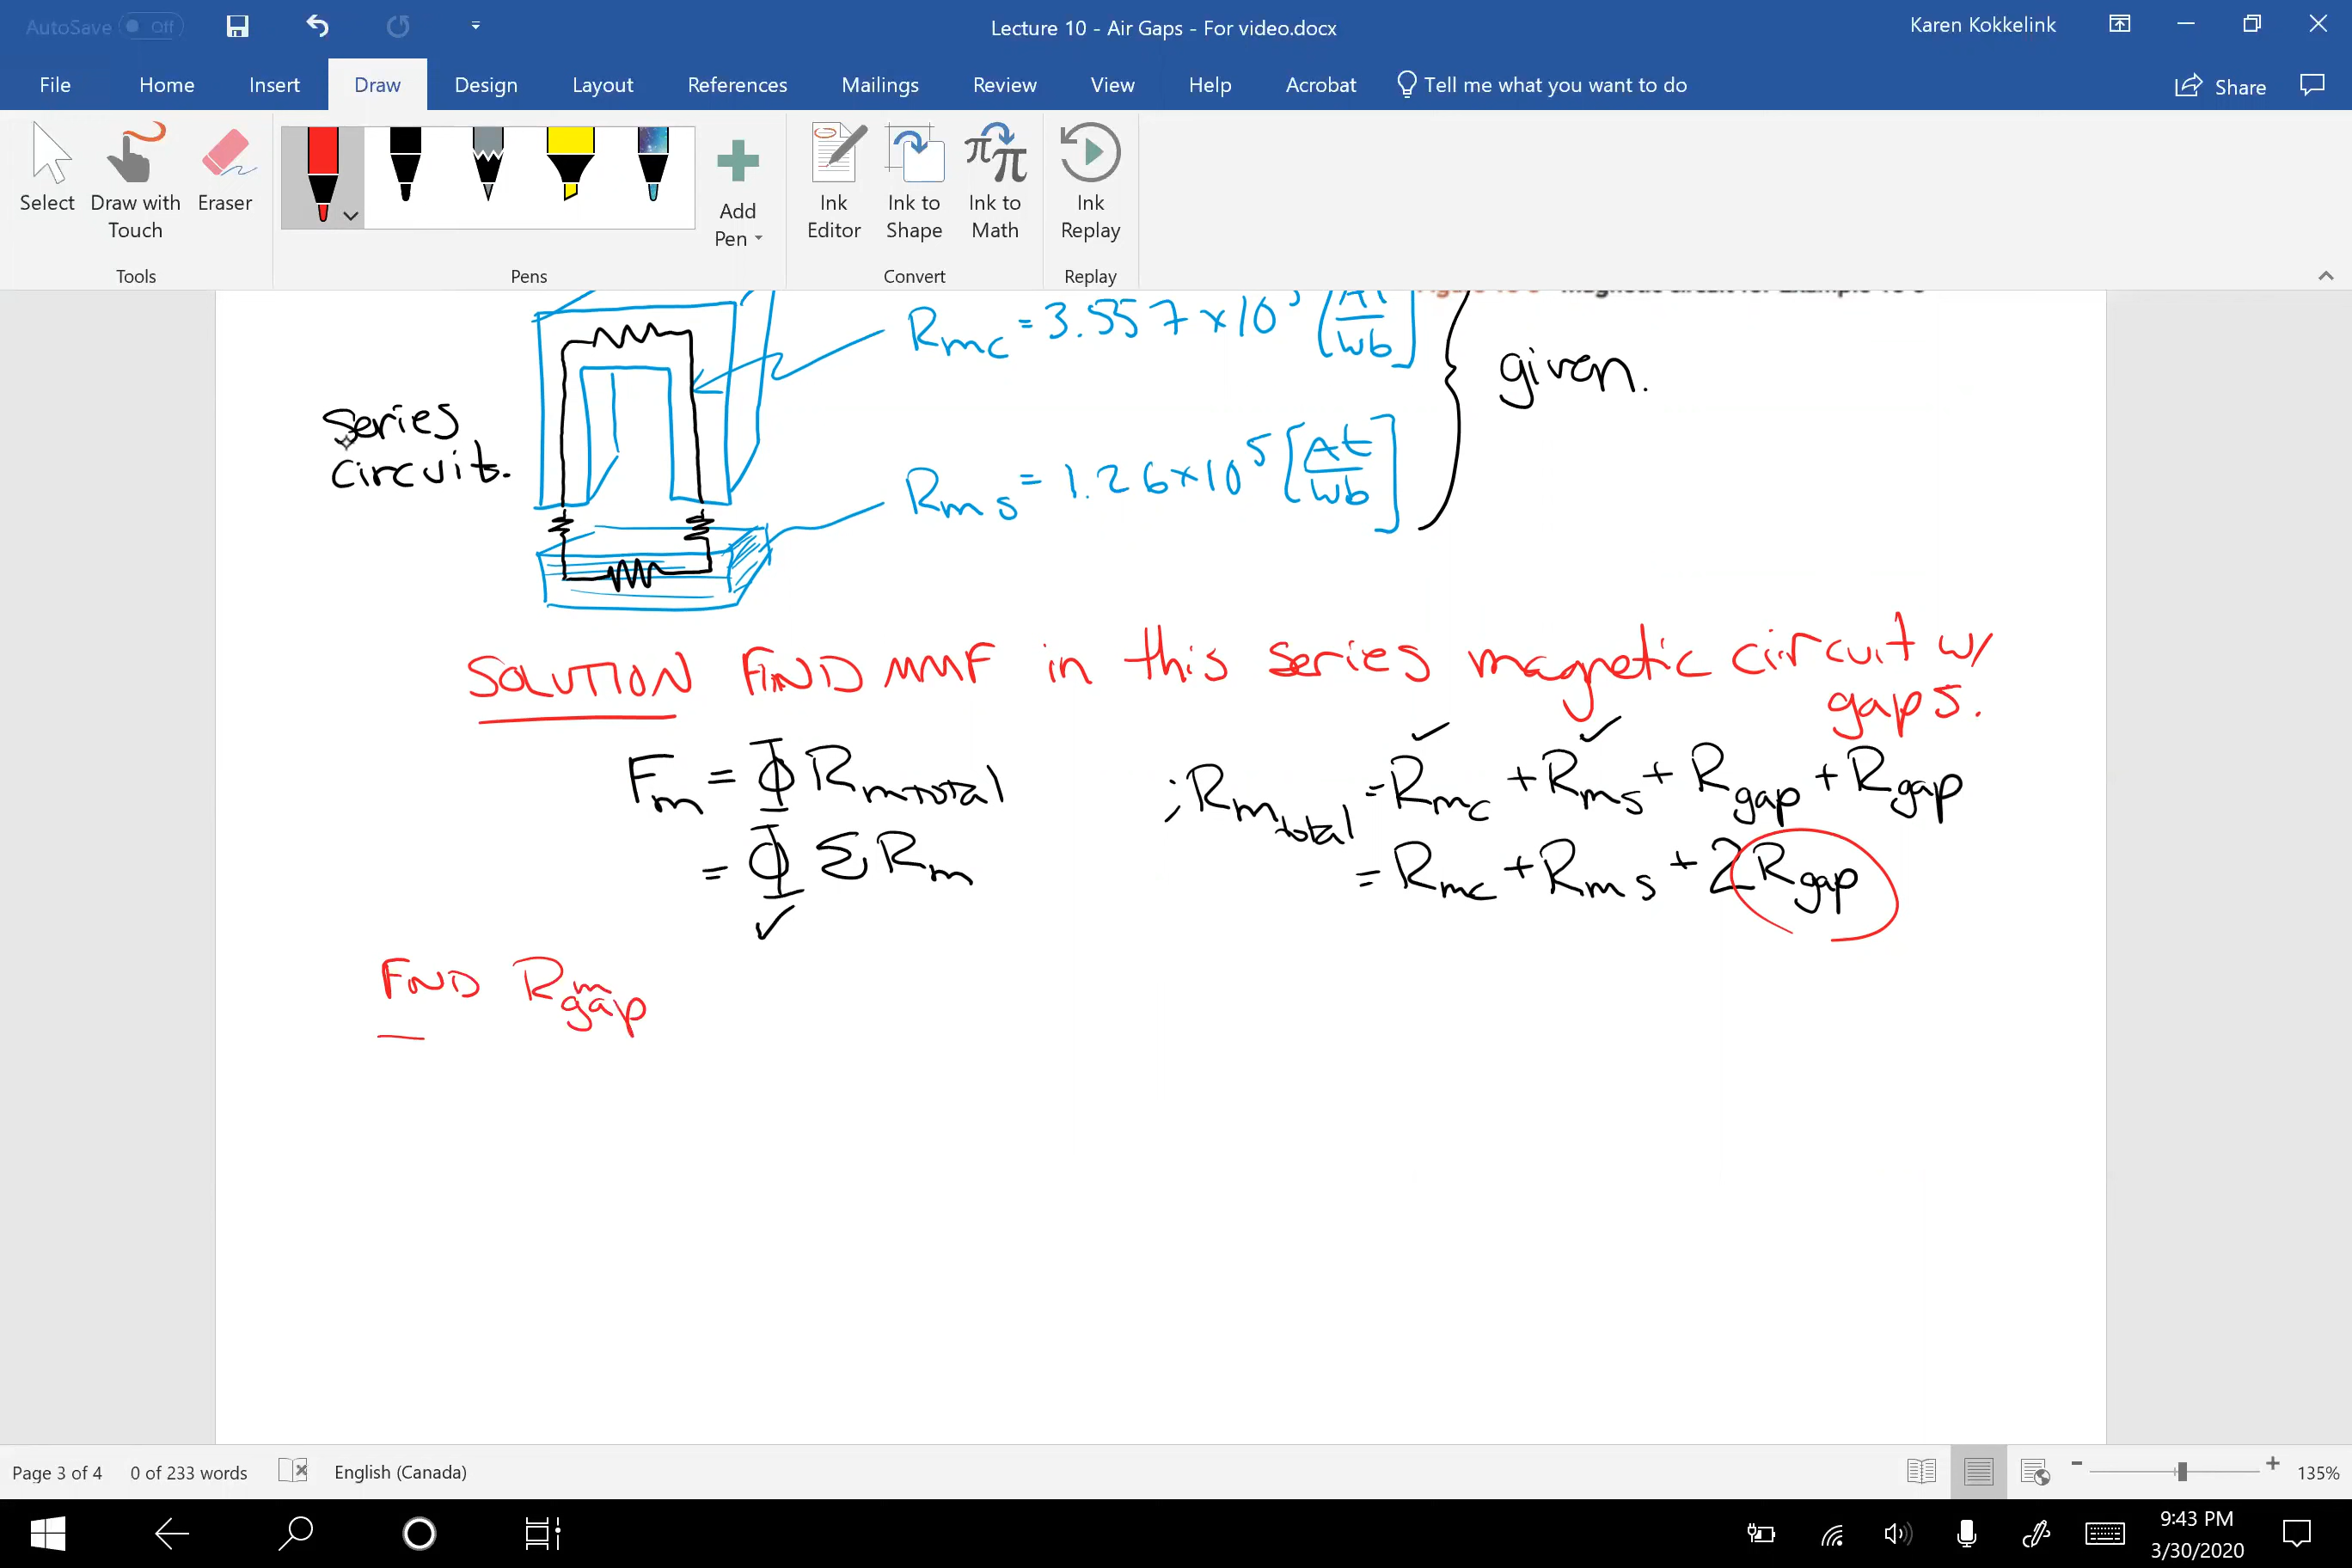 AutoSave Off
Lecture 10 - Air Gaps - For video.docx
Karen Kokkelink
File Home Insert Draw Design Layout References Mailings Review View Help Acrobat Tell me what you want to do Share
Select
Draw with Touch
Eraser
Add Pen
Ink Editor
Ink to Shape
Ink to Math
Ink Replay
Tools Pens Convert Replay
Rmc = 3.557 x 10 [At/Wb]
given.
series
circuit.
Rms = 1.26 x 10^5 [At/Wb]
SOLUTION FIND MMF in this series magnetic circuit w/
gaps.
Fm = Φ Rmtotal ; Rmtotal = Rmc + Rms + Rgap + Rgap
= Φ Σ Rm = Rmc + Rms + 2Rgap
FIND Rmgap
Page 3 of 4 0 of 233 words English (Canada) 135%
9:43 PM
3/30/2020